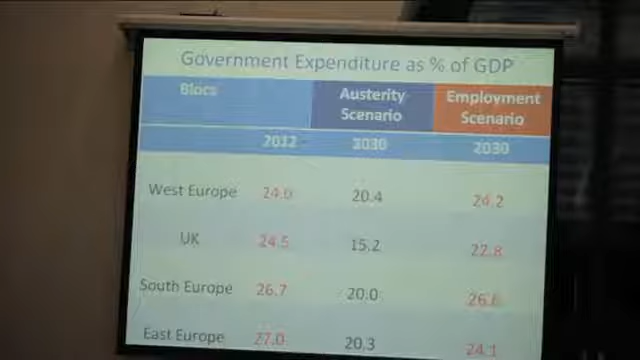 Government Expenditure as % of GDP
Blocs Austerity Scenario Employment Scenario
2012 2030 2030
West Europe 24.0 20.4 24.2
UK 24.5 15.2 22.8
South Europe 26.7 20.0 26.6
East Europe 27.0 20.3 24.1